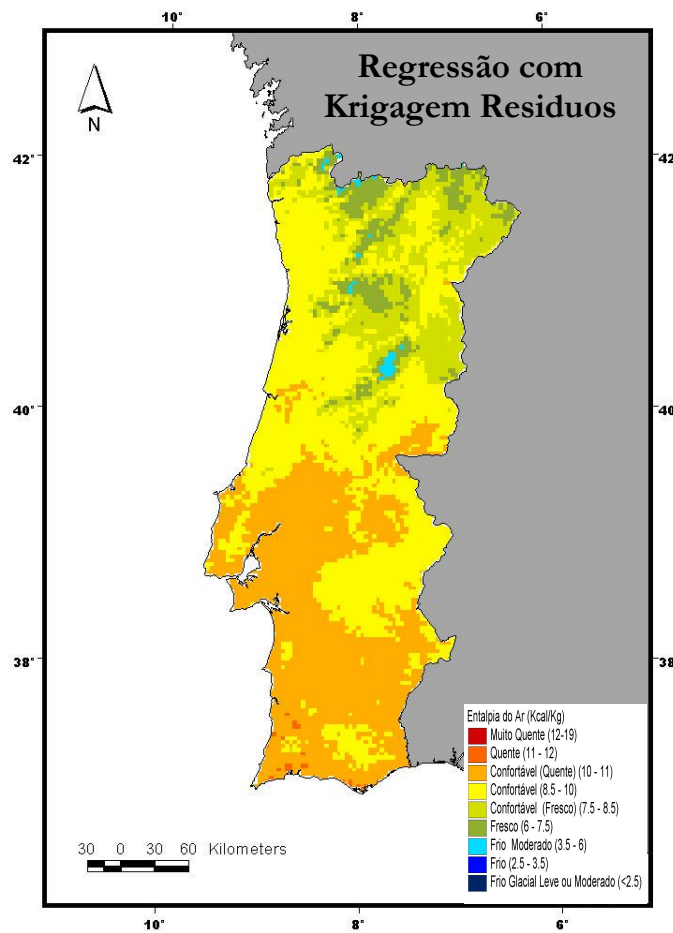 10° 8° 6°
Regressão com
Krigagem Residuos
N
42° 42
40° 40
38° 38
Entalpia do Ar (Kcal/Kg)
Muito Quente (12-19)
Quente (11 - 12)
Confortável (Quente) (10 - 11)
Confortável (8.5 - 10)
Confortável (Fresco) (7.5 - 8.5)
Fresco (6 - 7.5)
Frio Moderado (3.5 - 6)
Frio (2.5 - 3.5)
Frio Glacial Leve ou Moderado (<2.5)
30 0 30 60 Kilometers
10° 8° 6°